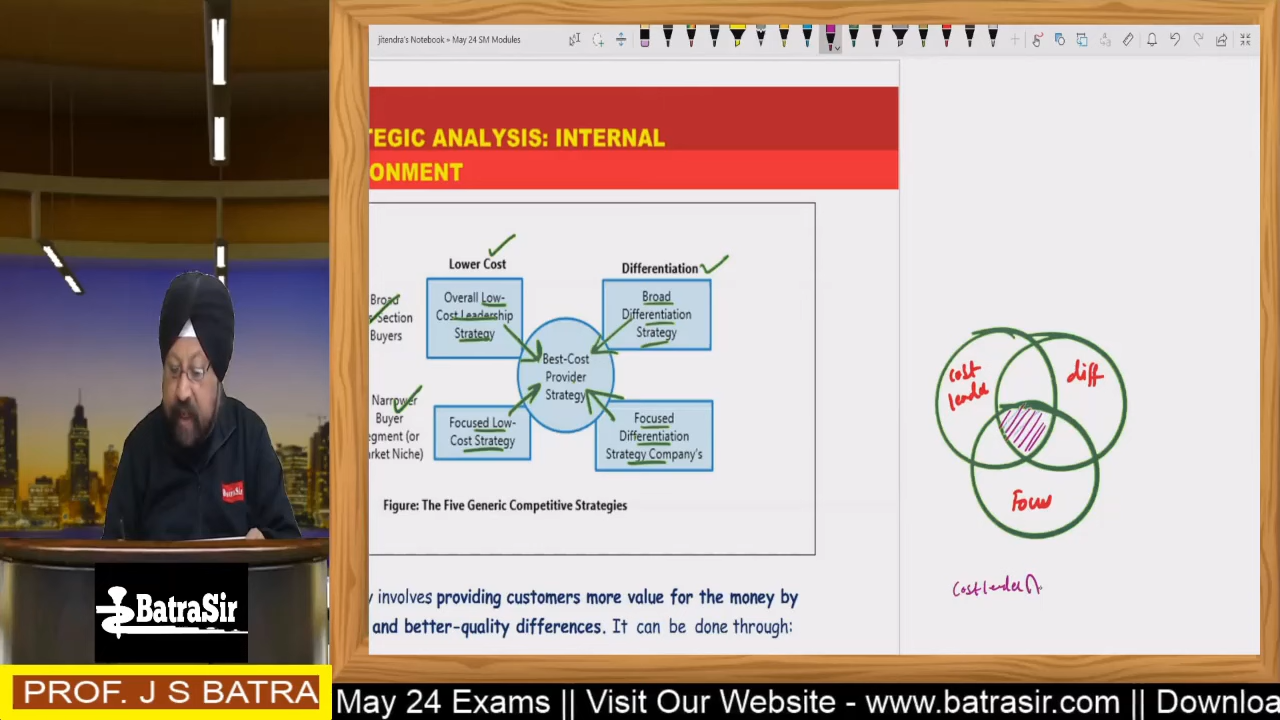 jitendra's Notebook » May 24 SM Modules
TEGIC ANALYSIS: INTERNAL
ONMENT
Lower Cost
Differentiation
Broad
Section
Buyers
Overall Low-
Cost Leadership
Strategy
Broad
Differentiation
Strategy
Best-Cost
Provider
Strategy
Narrower
Buyer
egment (or
arket Niche)
Focused Low-
Cost Strategy
Focused
Differentiation
Strategy Company's
Figure: The Five Generic Competitive Strategies
y involves providing customers more value for the money by
and better-quality differences. It can be done through:
cost
leade
diff
Focus
Cost leader ∩
BatraSir
BatraSir
PROF. J S BATRA
May 24 Exams || Visit Our Website - www.batrasir.com || Downloa